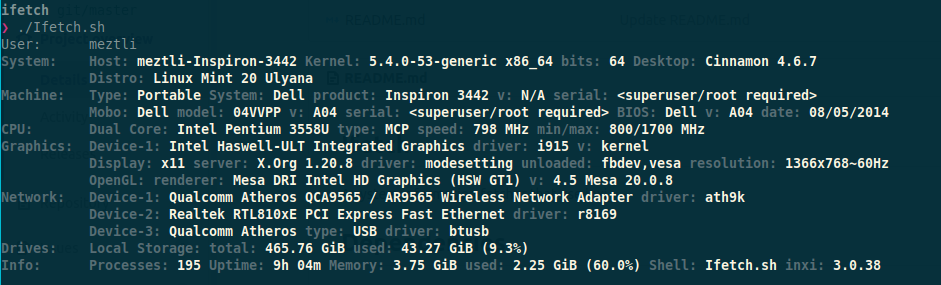 ifetch
README.md
Update README.md
❯ ./Ifetch.sh
User: meztli
System: Host: meztli-Inspiron-3442 Kernel: 5.4.0-53-generic x86_64 bits: 64 Desktop: Cinnamon 4.6.7
Distro: Linux Mint 20 Ulyana
README.md
Machine: Type: Portable System: Dell product: Inspiron 3442 v: N/A serial: <superuser/root required>
Mobo: Dell model: 04VVPP v: A04 serial: <superuser/root required> BIOS: Dell v: A04 date: 08/05/2014
CPU: Dual Core: Intel Pentium 3558U type: MCP speed: 798 MHz min/max: 800/1700 MHz
Graphics: Device-1: Intel Haswell-ULT Integrated Graphics driver: i915 v: kernel
Display: x11 server: X.Org 1.20.8 driver: modesetting unloaded: fbdev,vesa resolution: 1366x768~60Hz
OpenGL: renderer: Mesa DRI Intel HD Graphics (HSW GT1) v: 4.5 Mesa 20.0.8
Network: Device-1: Qualcomm Atheros QCA9565 / AR9565 Wireless Network Adapter driver: ath9k
Device-2: Realtek RTL810xE PCI Express Fast Ethernet driver: r8169
Device-3: Qualcomm Atheros type: USB driver: btusb
Drives: Local Storage: total: 465.76 GiB used: 43.27 GiB (9.3%)
Info: Processes: 195 Uptime: 9h 04m Memory: 3.75 GiB used: 2.25 GiB (60.0%) Shell: Ifetch.sh inxi: 3.0.38